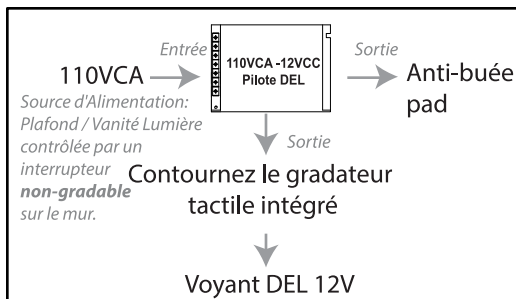 Entrée
110VCA -12VCC
Pilote DEL
Sortie
110VCA
Anti-buée
pad
Source d'Alimentation:
Plafond / Vanité Lumière
contrôlée par un
interrupteur
non-gradable
sur le mur.
Sortie
Contournez le gradateur
tactile intégré
Voyant DEL 12V